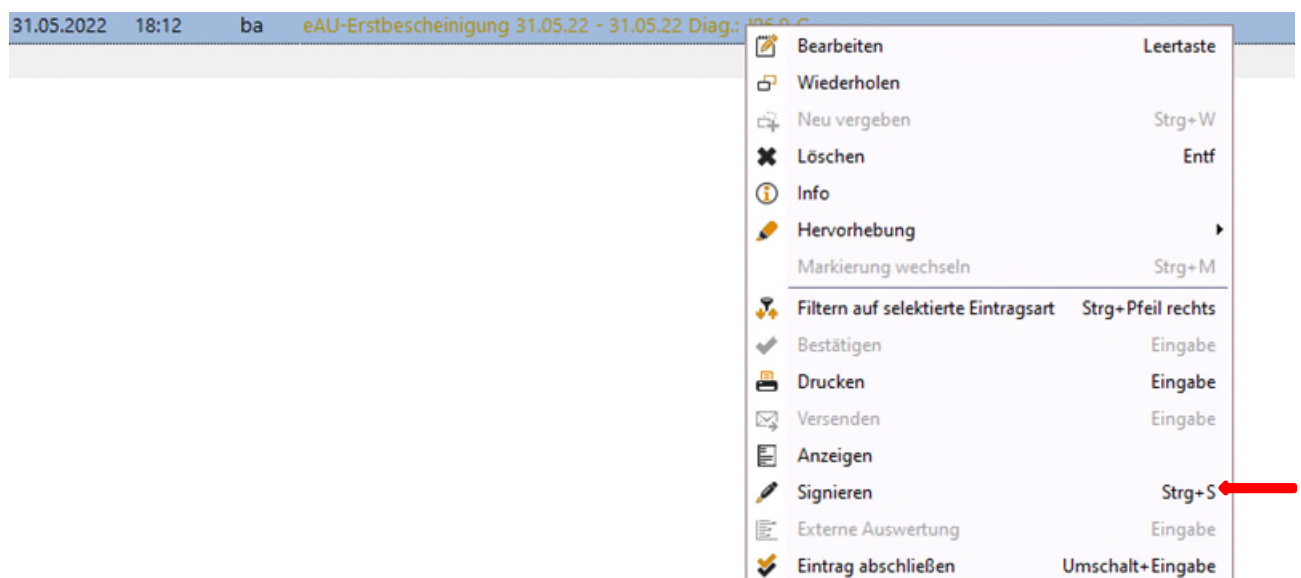 31.05.2022 18:12 ba eAU-Erstbescheinigung 31.05.22 - 31.05.22 Diag.:
Bearbeiten Leertaste
Wiederholen
Neu vergeben Strg+W
Löschen Entf
Info
Hervorhebung
Markierung wechseln Strg+M
Filtern auf selektierte Eintragsart Strg+Pfeil rechts
Bestätigen Eingabe
Drucken Eingabe
Versenden Eingabe
Anzeigen
Signieren Strg+S
Externe Auswertung Eingabe
Eintrag abschließen Umschalt+Eingabe